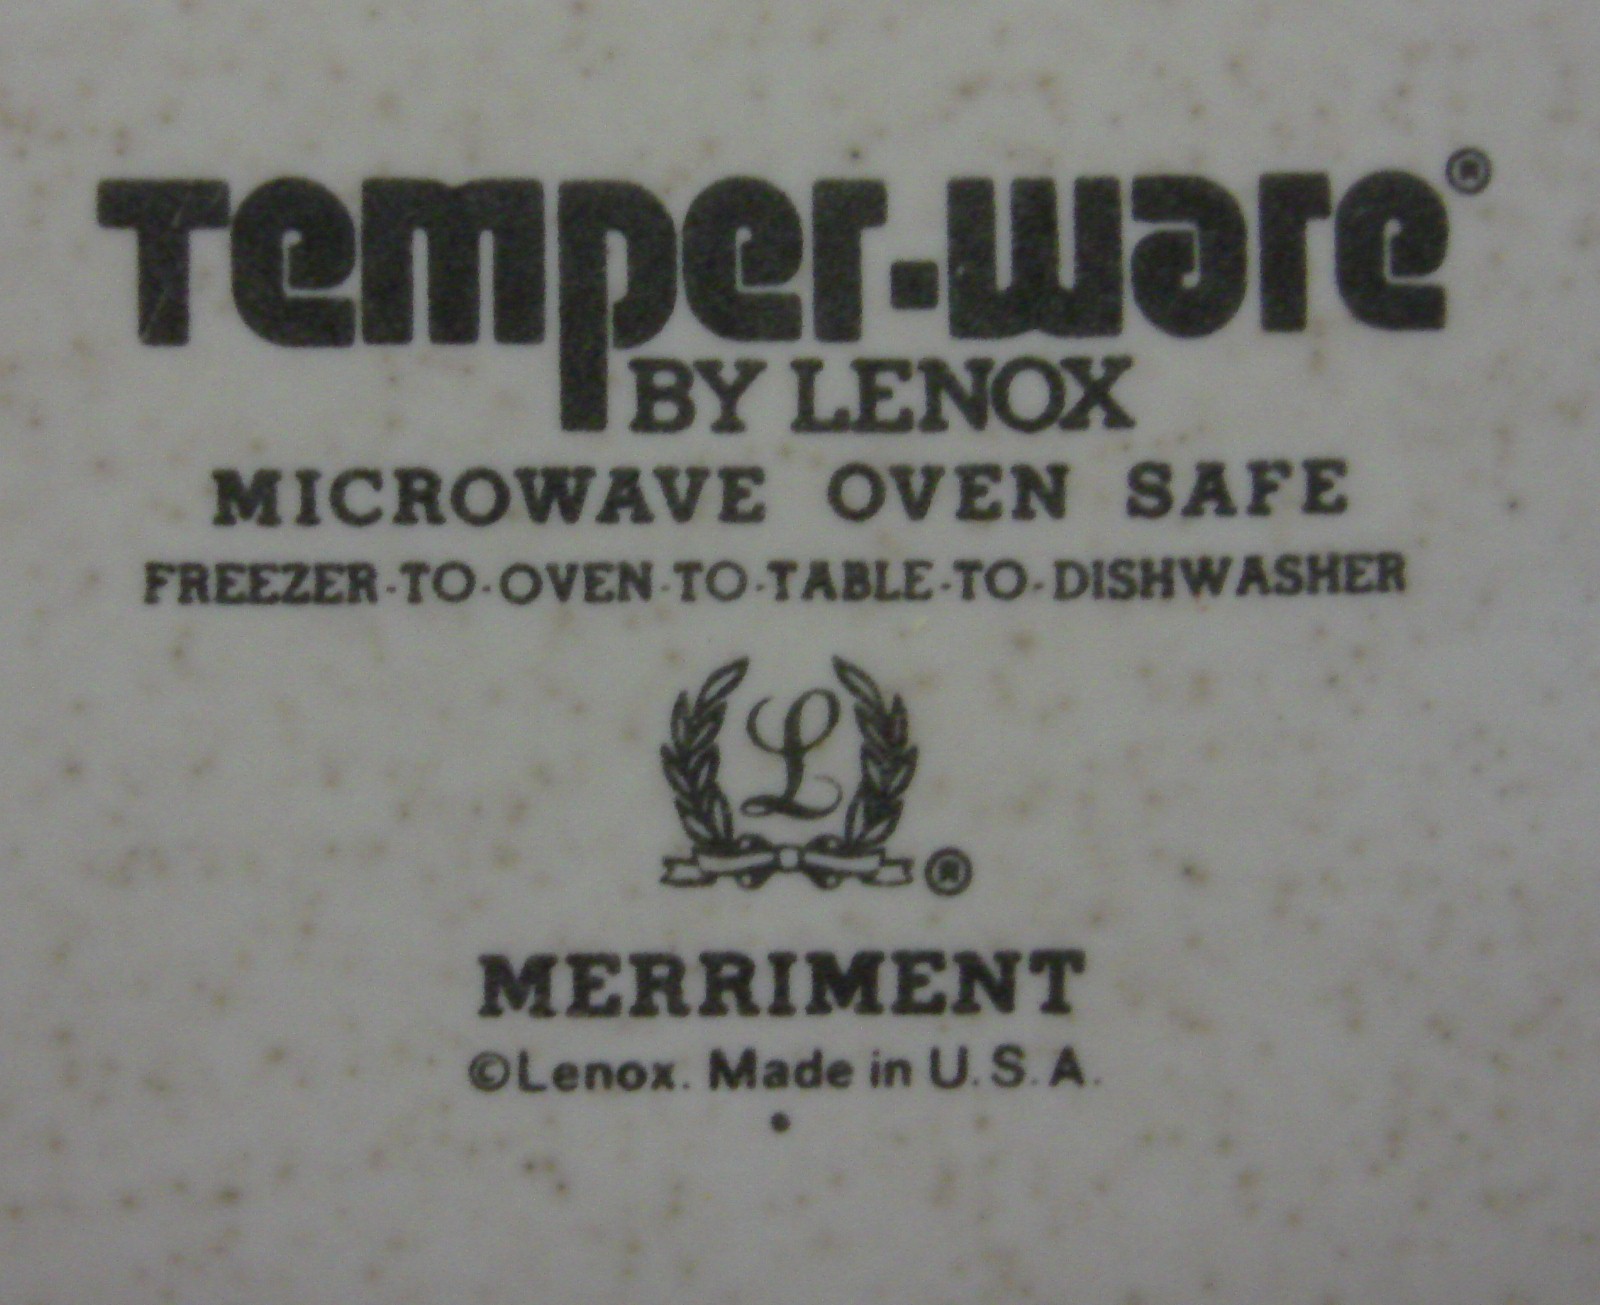 Temper-ware®
BY LENOX
MICROWAVE OVEN SAFE
FREEZER-TO-OVEN-TO-TABLE-TO-DISHWASHER
L
®
MERRIMENT
©Lenox. Made in U.S.A.